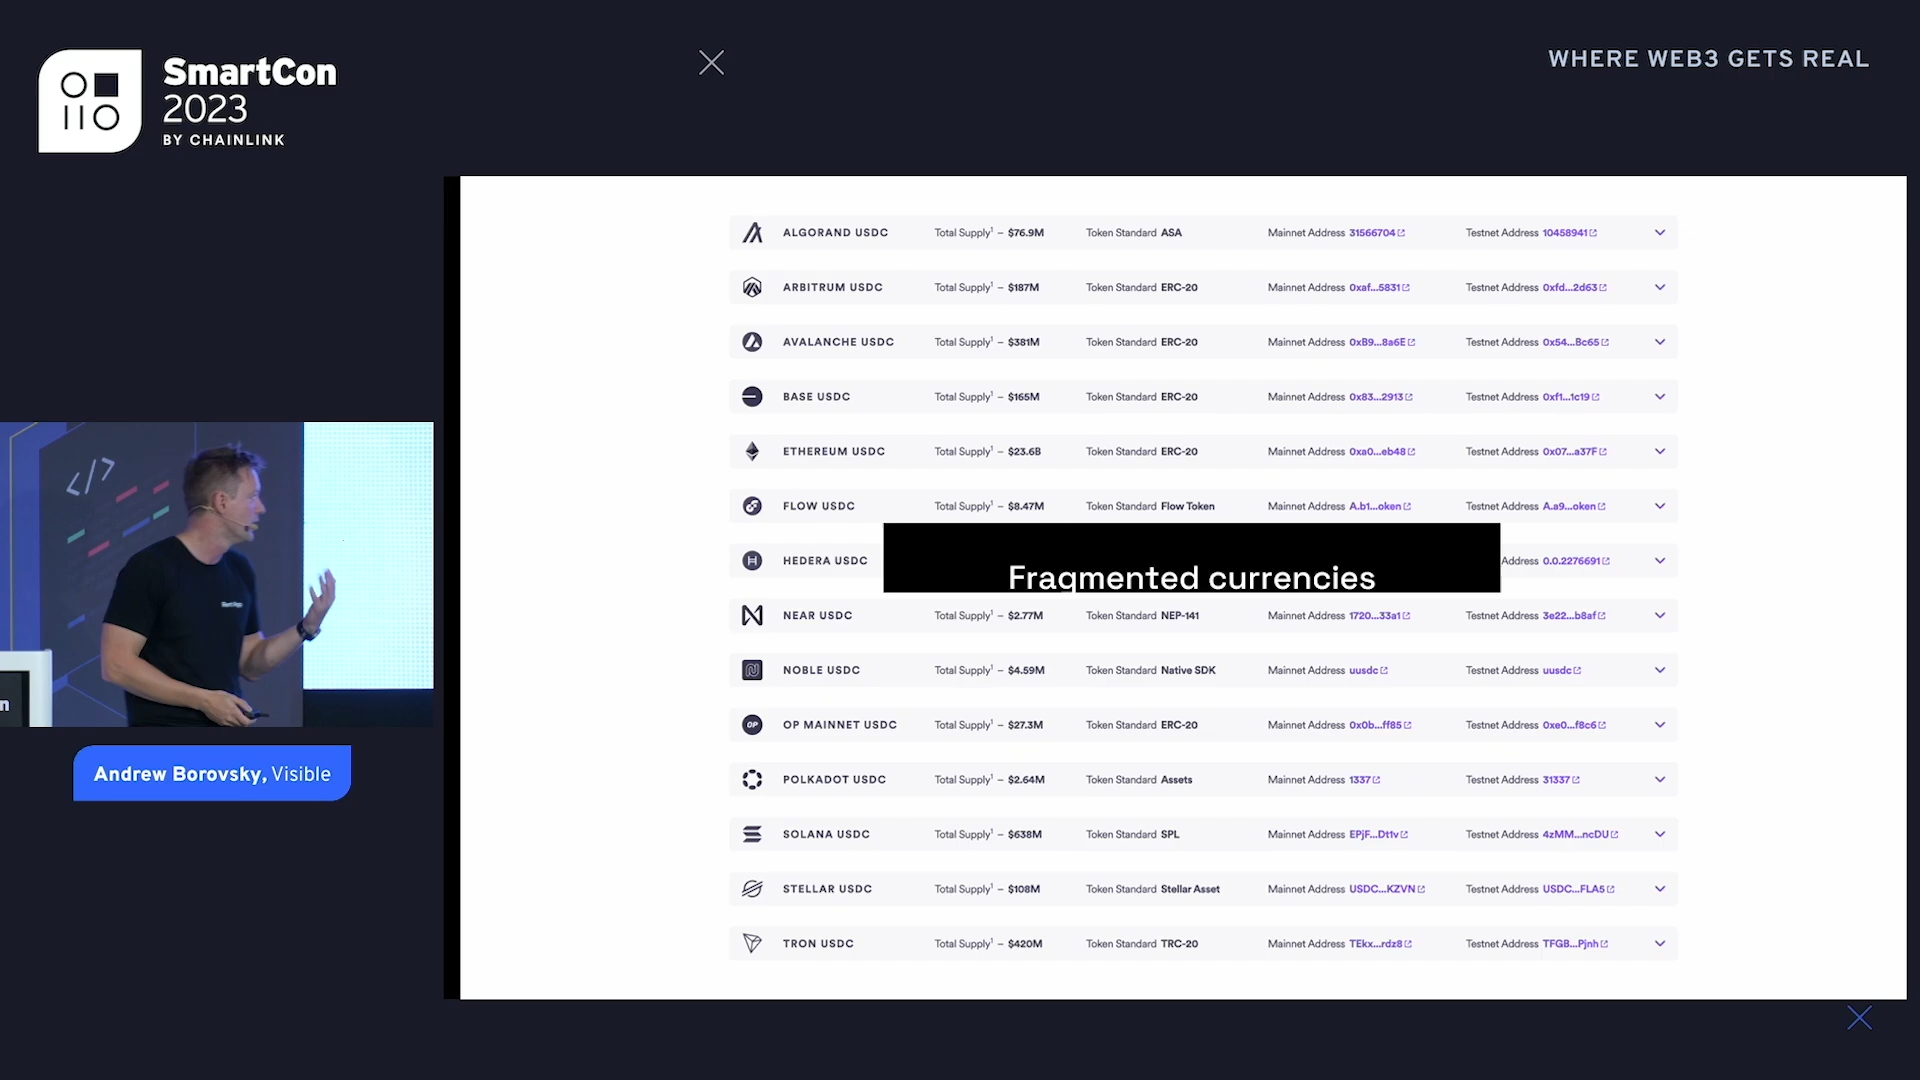 SmartCon
2023
BY CHAINLINK
WHERE WEB3 GETS REAL
ALGORAND USDC Total Supply¹ – $76.9M Token Standard ASA Mainnet Address 31566704 Testnet Address 10458941
ARBITRUM USDC Total Supply¹ – $187M Token Standard ERC-20 Mainnet Address 0xaf...5831 Testnet Address 0xfd...2d63
AVALANCHE USDC Total Supply¹ – $381M Token Standard ERC-20 Mainnet Address 0xB9...8a6E Testnet Address 0x54...Bc65
BASE USDC Total Supply¹ – $165M Token Standard ERC-20 Mainnet Address 0x83...2913 Testnet Address 0xf1...1c19
ETHEREUM USDC Total Supply¹ – $23.6B Token Standard ERC-20 Mainnet Address 0xa0...eb48 Testnet Address 0x07...a37F
FLOW USDC Total Supply¹ – $8.47M Token Standard Flow Token Mainnet Address A.b1...oken Testnet Address A.a9...oken
HEDERA USDC Address 0.0.2276691
Fragmented currencies
NEAR USDC Total Supply¹ – $2.77M Token Standard NEP-141 Mainnet Address 1720...33a1 Testnet Address 3e22...b8af
NOBLE USDC Total Supply¹ – $4.59M Token Standard Native SDK Mainnet Address uusdc Testnet Address uusdc
OP MAINNET USDC Total Supply¹ – $27.3M Token Standard ERC-20 Mainnet Address 0x0b...ff85 Testnet Address 0xe0...f8c6
POLKADOT USDC Total Supply¹ – $2.64M Token Standard Assets Mainnet Address 1337 Testnet Address 31337
SOLANA USDC Total Supply¹ – $638M Token Standard SPL Mainnet Address EPjF...Dt1v Testnet Address 4zMM...ncDU
STELLAR USDC Total Supply¹ – $108M Token Standard Stellar Asset Mainnet Address USDC...KZVN Testnet Address USDC...FLA5
TRON USDC Total Supply¹ – $420M Token Standard TRC-20 Mainnet Address TEkx...rdz8 Testnet Address TFGB...Pjnh
</>
n
Andrew Borovsky, Visible